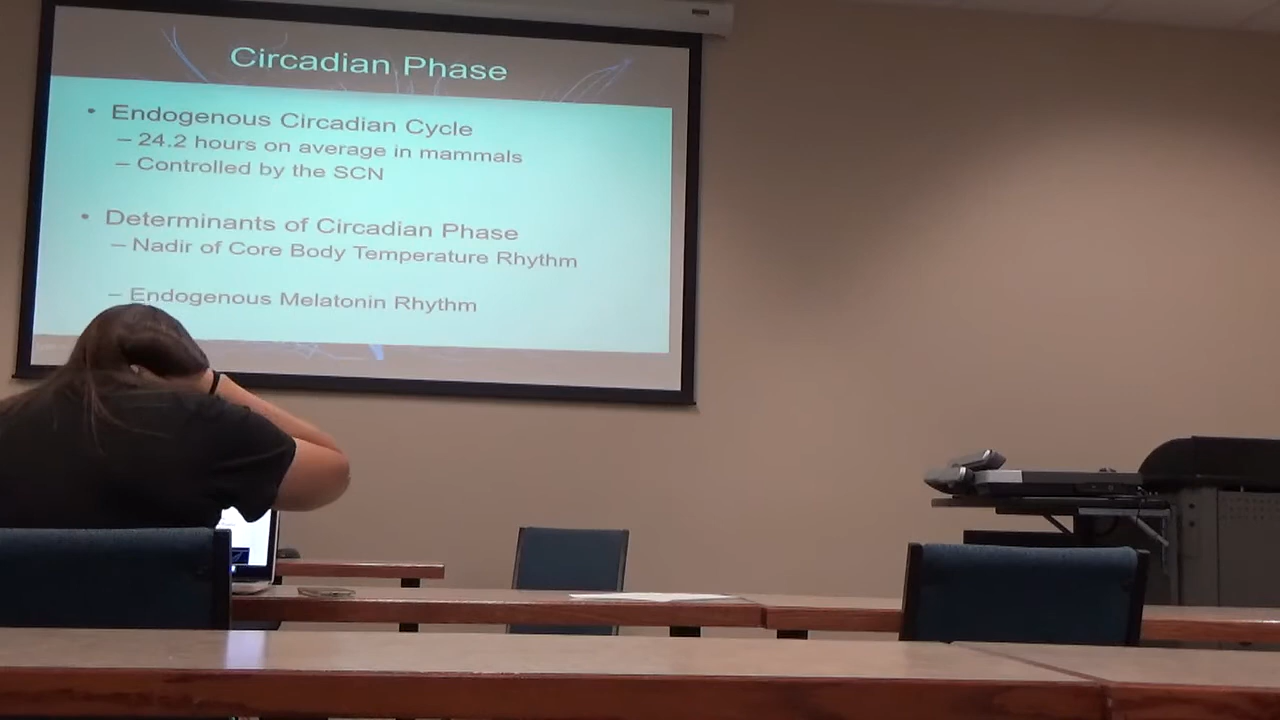 Circadian Phase
• Endogenous Circadian Cycle
– 24.2 hours on average in mammals
– Controlled by the SCN
• Determinants of Circadian Phase
– Nadir of Core Body Temperature Rhythm
– Endogenous Melatonin Rhythm